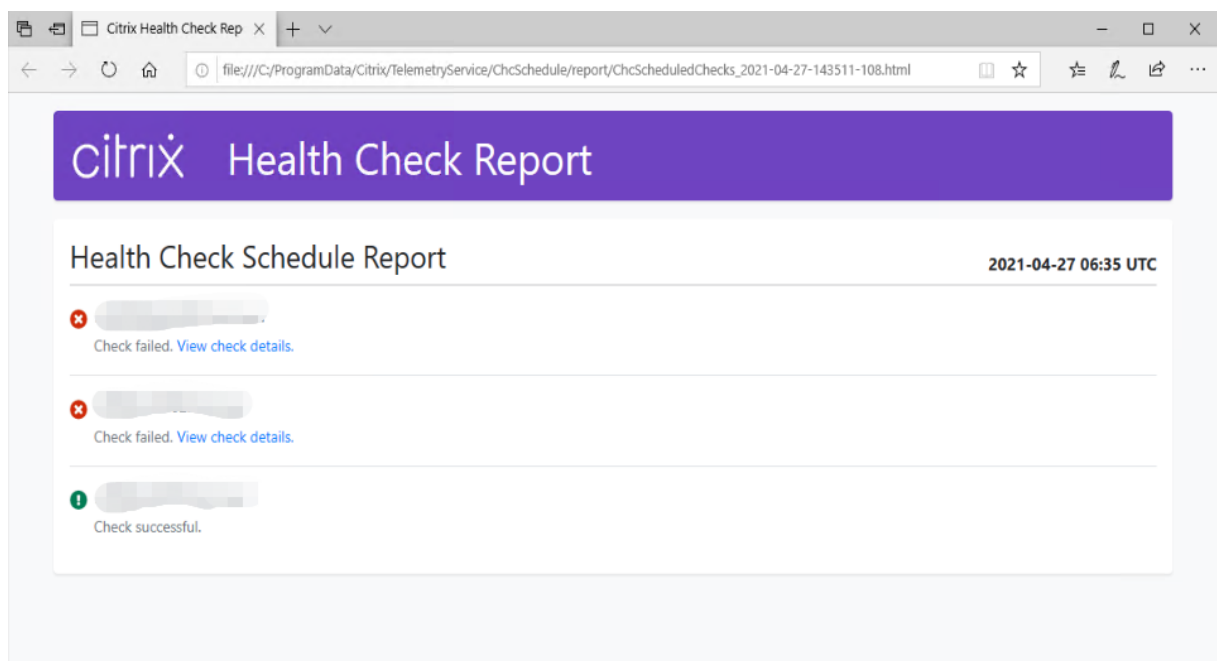 Citrix Health Check Rep
file:///C:/ProgramData/Citrix/TelemetryService/ChcSchedule/report/ChcScheduledChecks_2021-04-27-143511-108.html
citrix Health Check Report
Health Check Schedule Report 2021-04-27 06:35 UTC
Check failed. View check details.
Check failed. View check details.
Check successful.